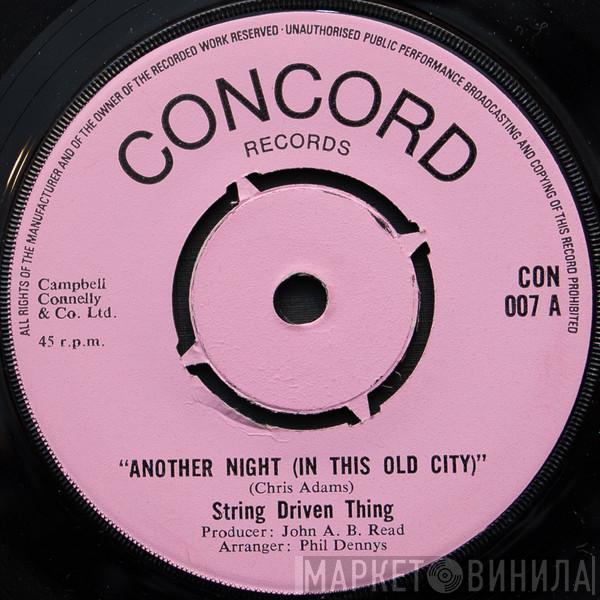 ALL RIGHTS OF THE MANUFACTURER AND OF THE OWNER OF THE RECORDED WORK RESERVED · UNAUTHORISED PUBLIC PERFORMANCE BROADCASTING AND COPYING OF THIS RECORD PROHIBITED
CONCORD
RECORDS
Campbell
Connelly
& Co. Ltd.
45 r.p.m.
CON
007 A
"ANOTHER NIGHT (IN THIS OLD CITY)"
(Chris Adams)
String Driven Thing
Producer: John A. B. Read
Arranger: Phil Dennys
МАРКЕТ ВИНИЛА